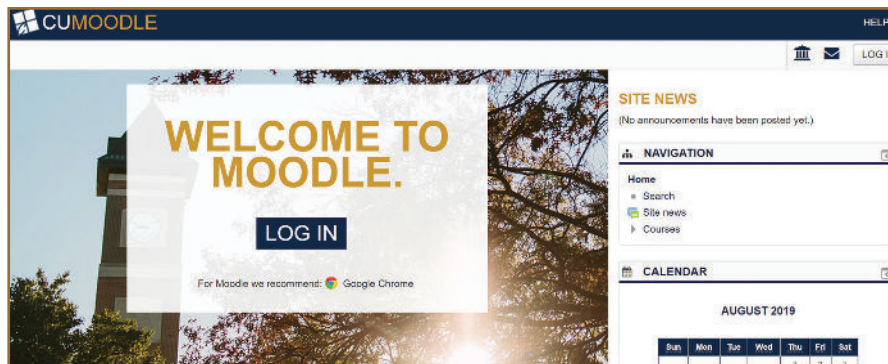 CUMOODLE
HELP
LOG I
WELCOME TO
MOODLE.
LOG IN
For Moodle we recommend: Google Chrome
SITE NEWS
(No announcements have been posted yet.)
NAVIGATION
Home
Search
Site news
Courses
CALENDAR
AUGUST 2019
Sun Mon Tue Wed Thu Fri Sat